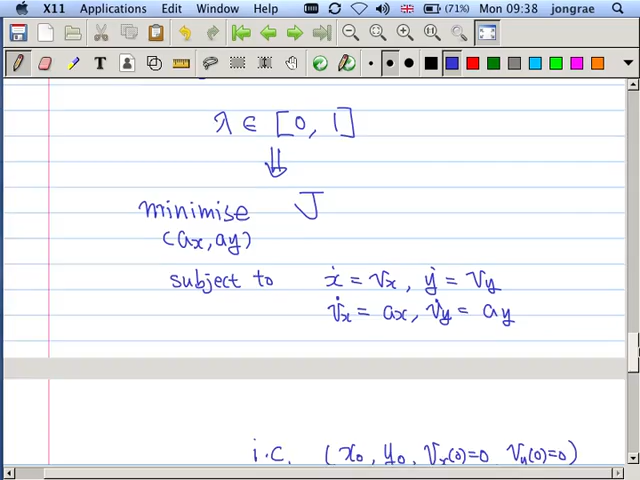 X11 Applications Edit Window Help (71%) Mon 09:38 jongrae
λ ∈ [0, 1]
⇓
minimise J
(ax, ay)
subject to ẋ = Vx, ẏ = Vy
V̇x = ax, V̇y = ay
i.c. (x0, y0, Vx(0)=0 Vy(0)=0)